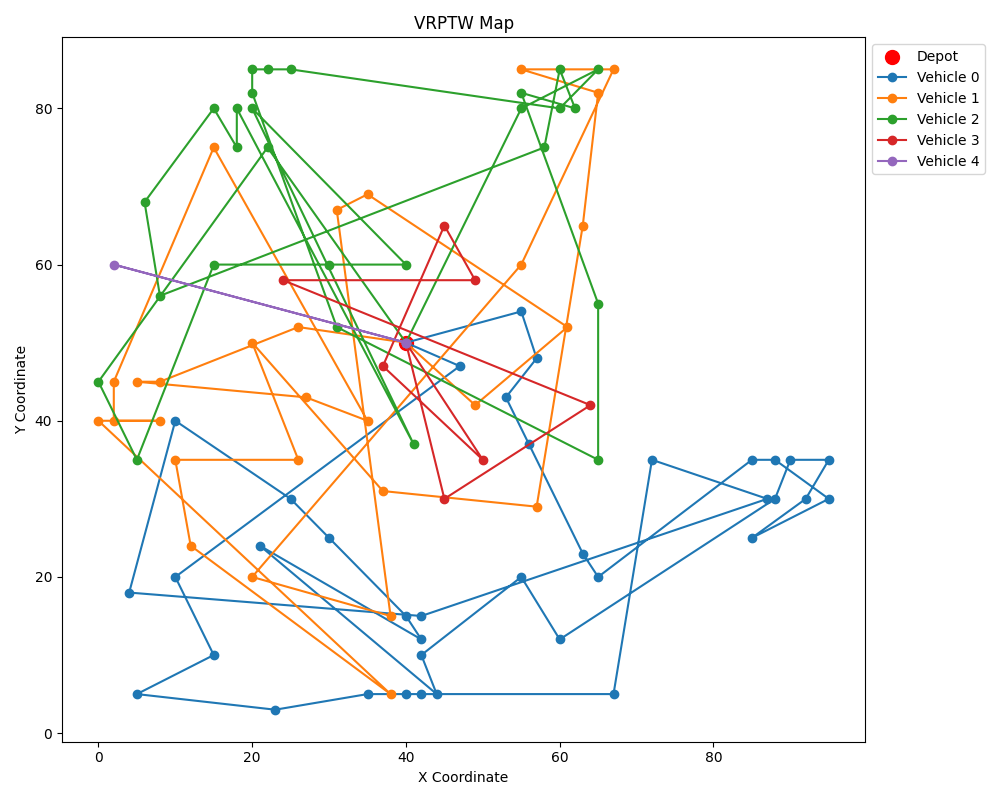 VRPTW Map
Depot
Vehicle 0
Vehicle 1
Vehicle 2
Vehicle 3
Vehicle 4
80
60
40
20
0
Y Coordinate
0 20 40 60 80
X Coordinate